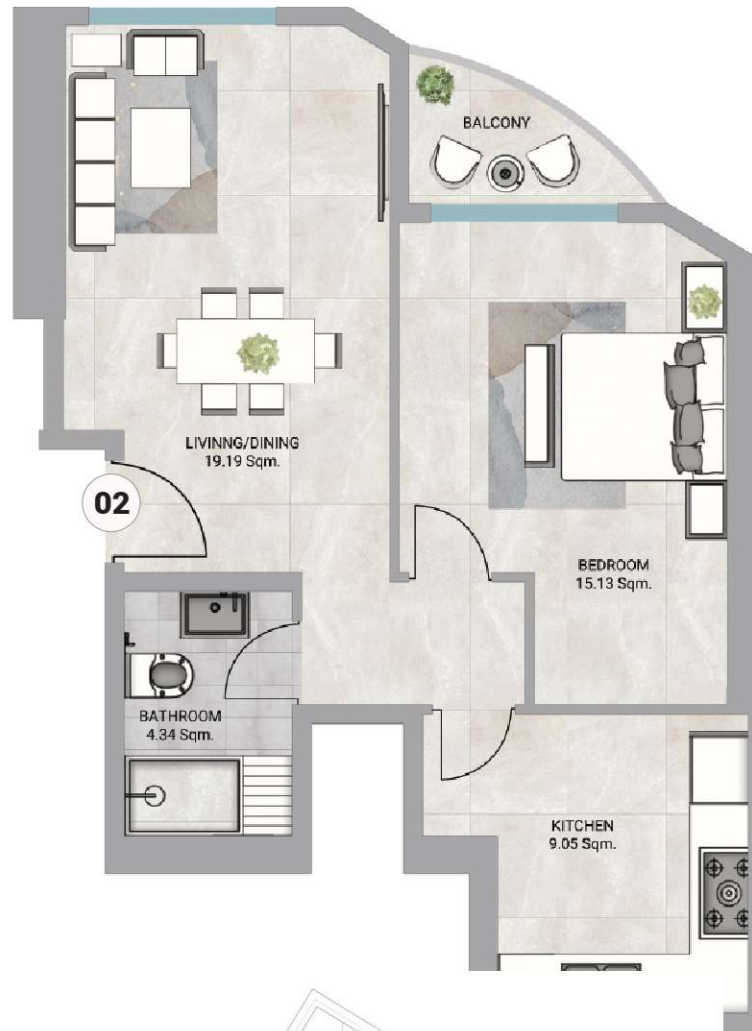 BALCONY
LIVINNG/DINING
19.19 Sqm.
02
BEDROOM
15.13 Sqm.
BATHROOM
4.34 Sqm.
KITCHEN
9.05 Sqm.